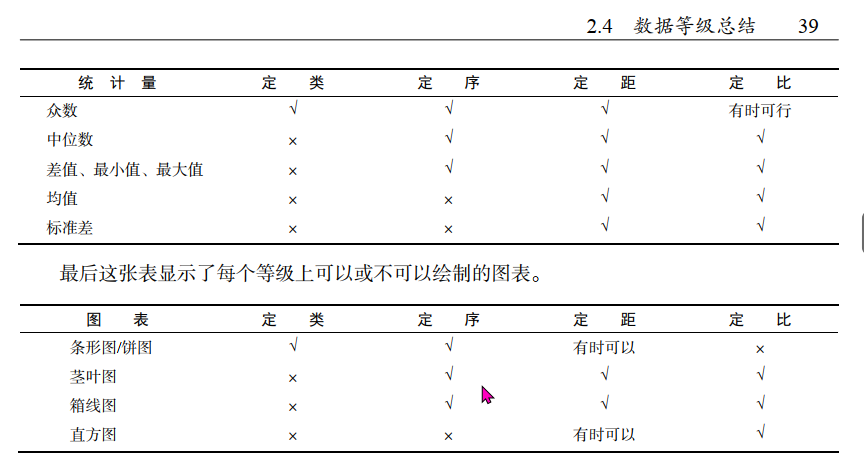 2.4 数据等级总结 39
统 计 量 定 类 定 序 定 距 定 比
众数 √ √ √ 有时可行
中位数 × √ √ √
差值、最小值、最大值 × √ √ √
均值 × × √ √
标准差 × × √ √
最后这张表显示了每个等级上可以或不可以绘制的图表。
图 表 定 类 定 序 定 距 定 比
条形图/饼图 √ √ 有时可以 ×
茎叶图 × √ √ √
箱线图 × √ √ √
直方图 × × 有时可以 √